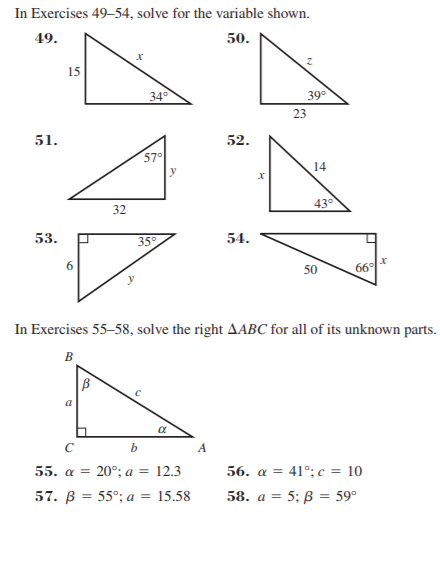 In Exercises 49–54, solve for the variable shown.
49.
x
15
34°
50.
z
39°
23
51.
57°
y
32
52.
14
x
43°
53.
35°
6
y
54.
x
66°
50
In Exercises 55–58, solve the right ΔABC for all of its unknown parts.
B
β
c
a
α
C b A
55. α = 20°; a = 12.3
56. α = 41°; c = 10
57. β = 55°; a = 15.58
58. a = 5; β = 59°